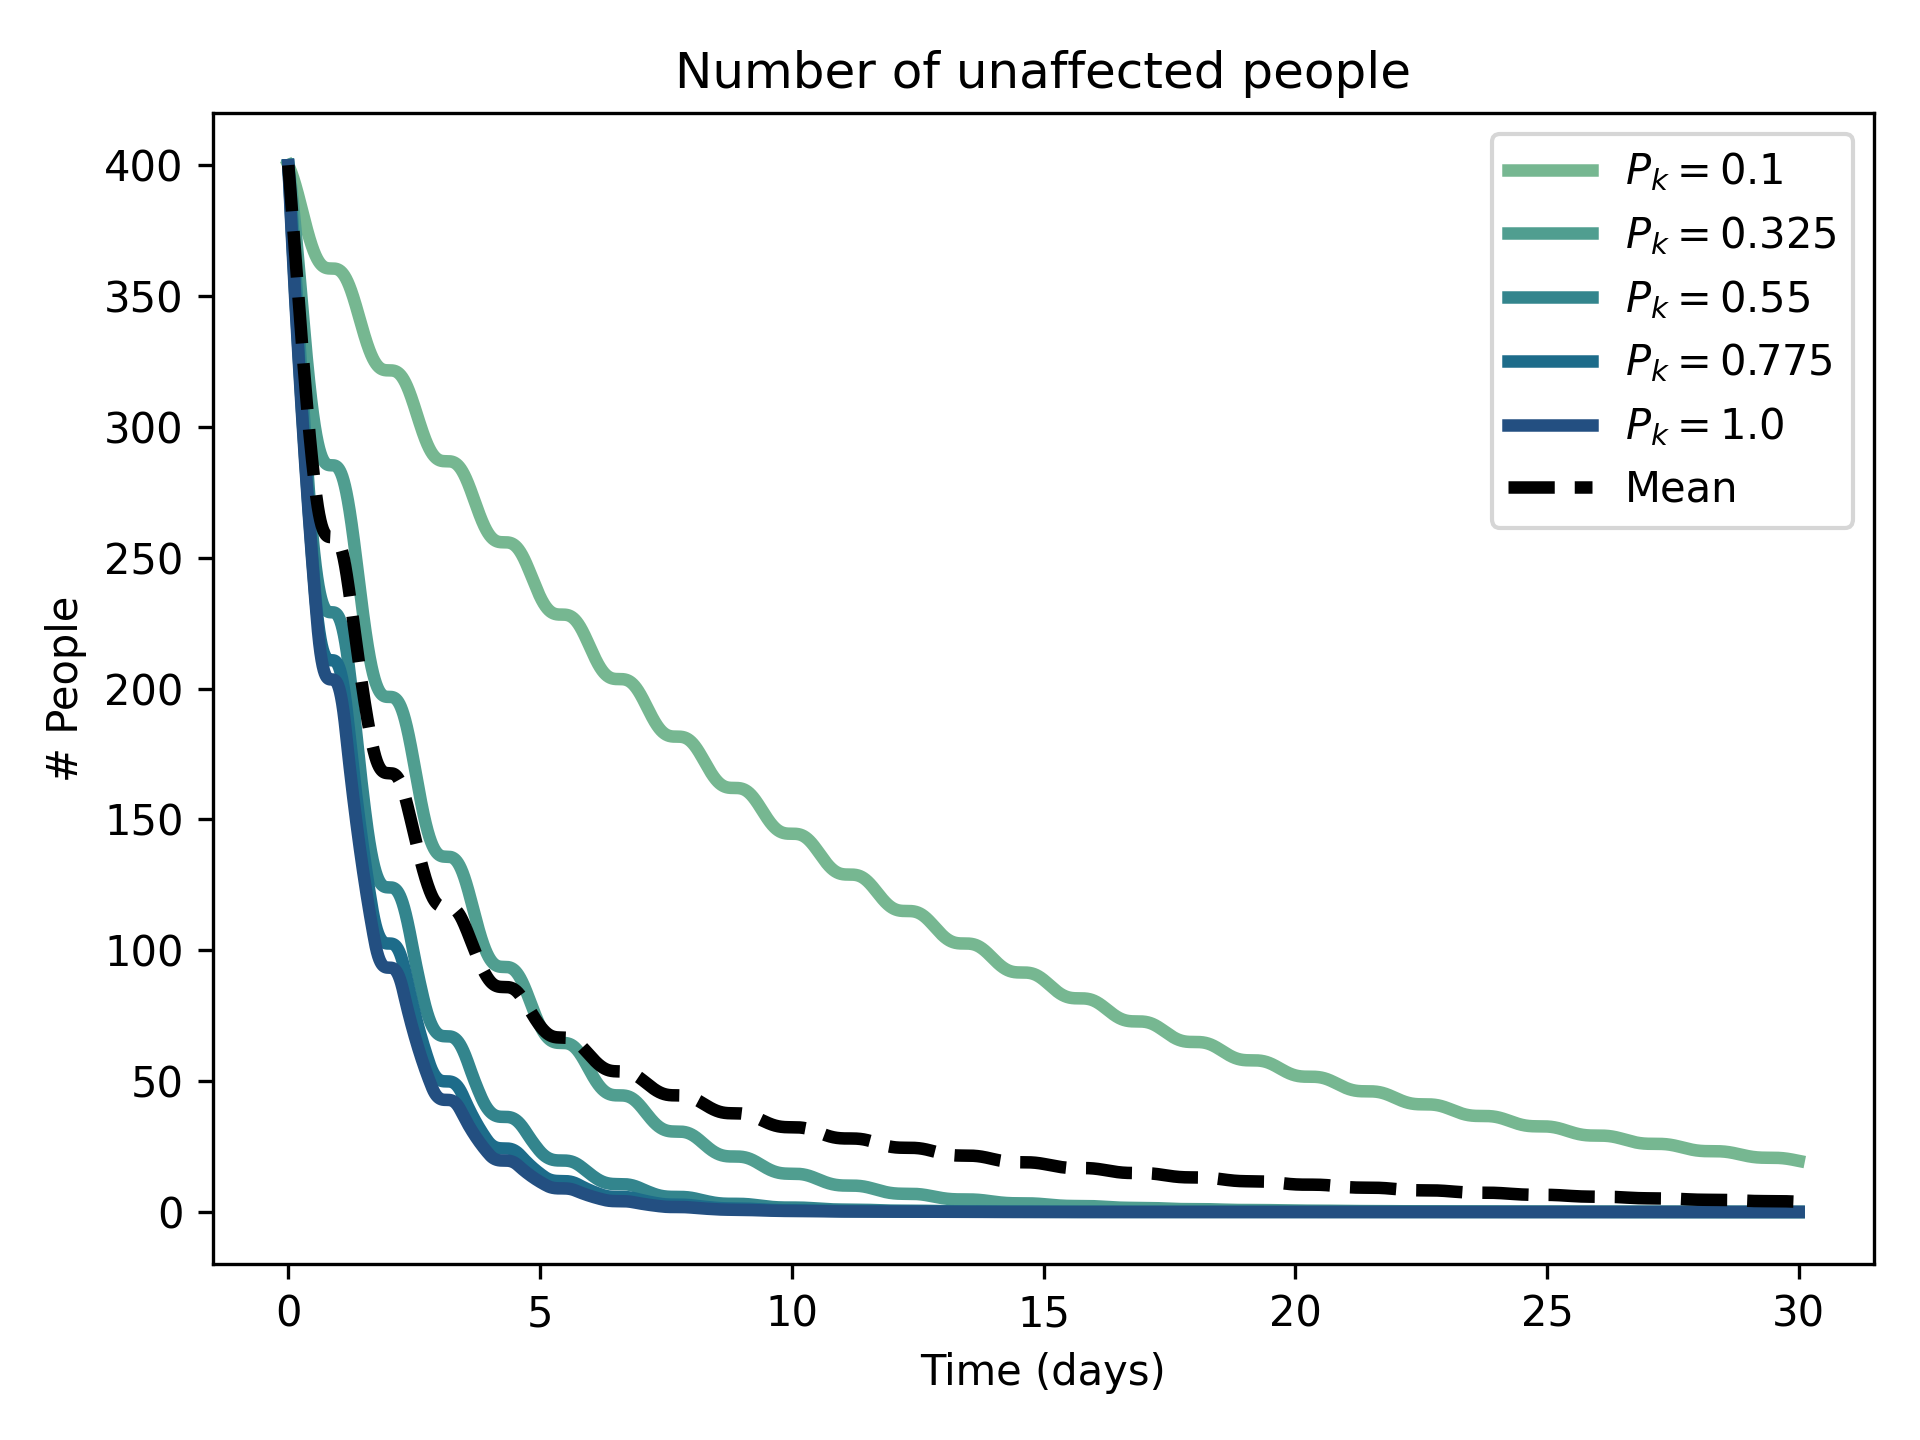 Number of unaffected people
400
350
300
250
200
150
100
50
0
# People
P_k = 0.1
P_k = 0.325
P_k = 0.55
P_k = 0.775
P_k = 1.0
Mean
0 5 10 15 20 25 30
Time (days)